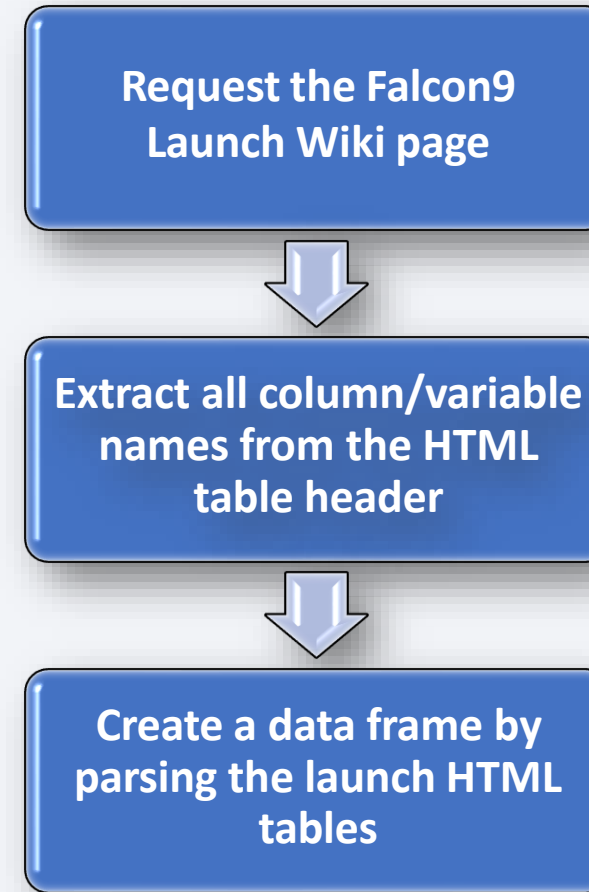 Request the Falcon9
Launch Wiki page
Extract all column/variable
names from the HTML
table header
Create a data frame by
parsing the launch HTML
tables